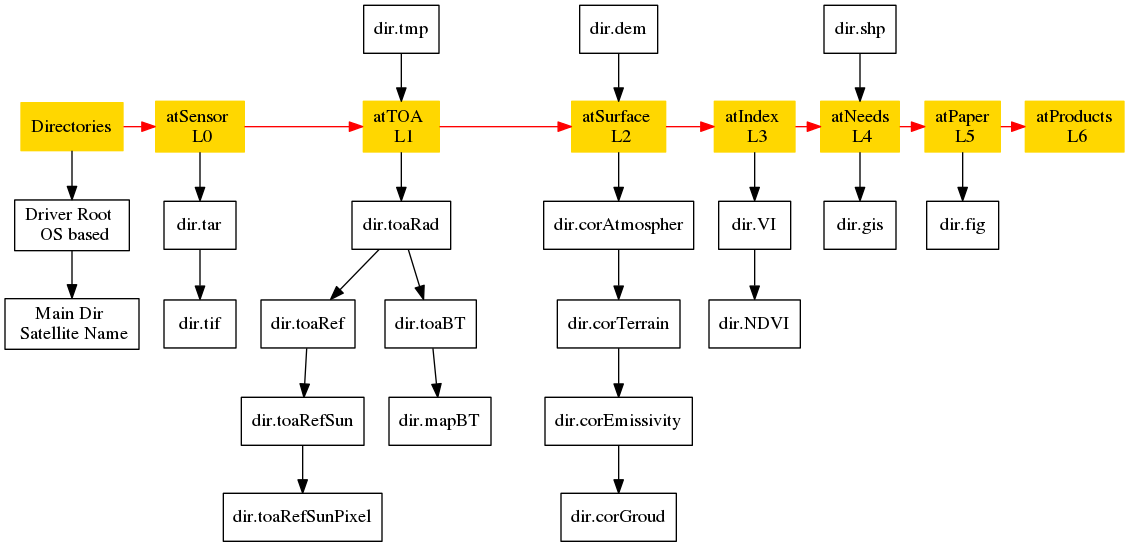 dir.tmp
dir.dem
dir.shp
Directories
atSensor
L0
atTOA
L1
atSurface
L2
atIndex
L3
atNeeds
L4
atPaper
L5
atProducts
L6
Driver Root
OS based
dir.tar
dir.toaRad
dir.corAtmospher
dir.VI
dir.gis
dir.fig
Main Dir
Satellite Name
dir.tif
dir.toaRef
dir.toaBT
dir.corTerrain
dir.NDVI
dir.toaRefSun
dir.mapBT
dir.corEmissivity
dir.toaRefSunPixel
dir.corGroud